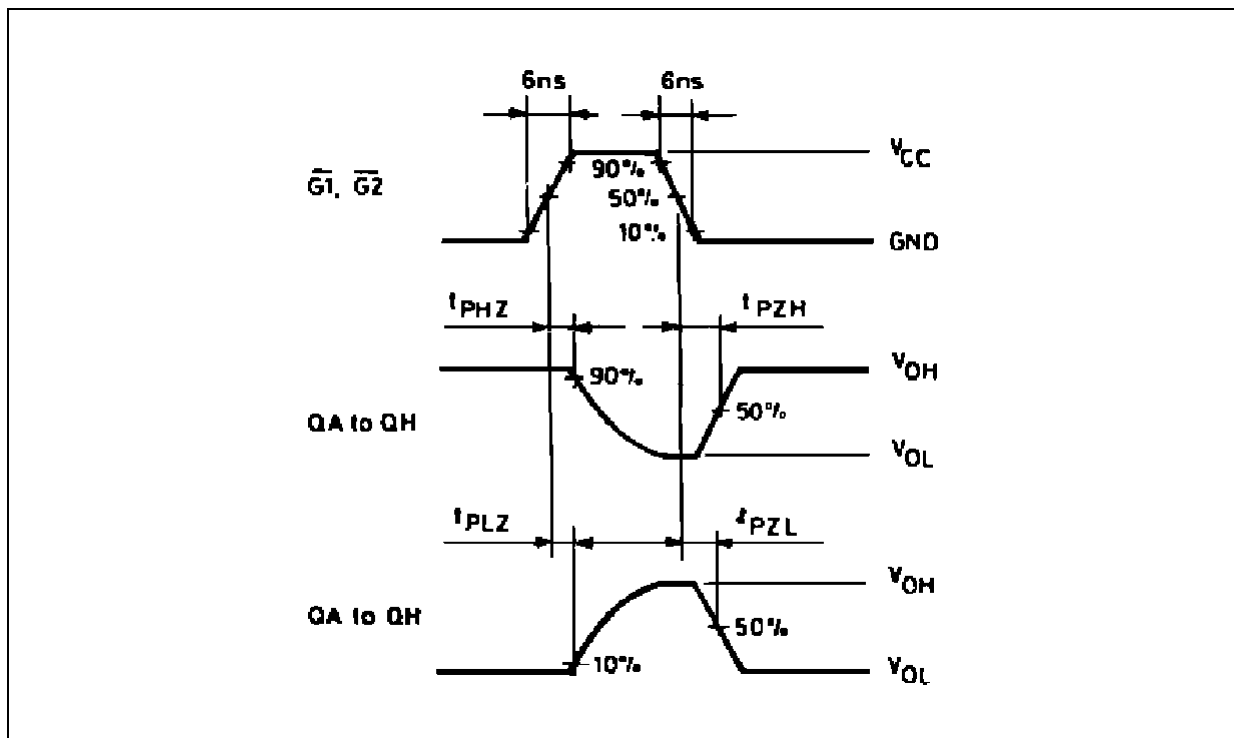 6ns 6ns
VCC
90%
G1, G2
50%
10%
GND
tPHZ tPZH
VOH
90%
50%
QA to QH
VOL
tPLZ tPZL
VOH
QA to QH
50%
10%
VOL